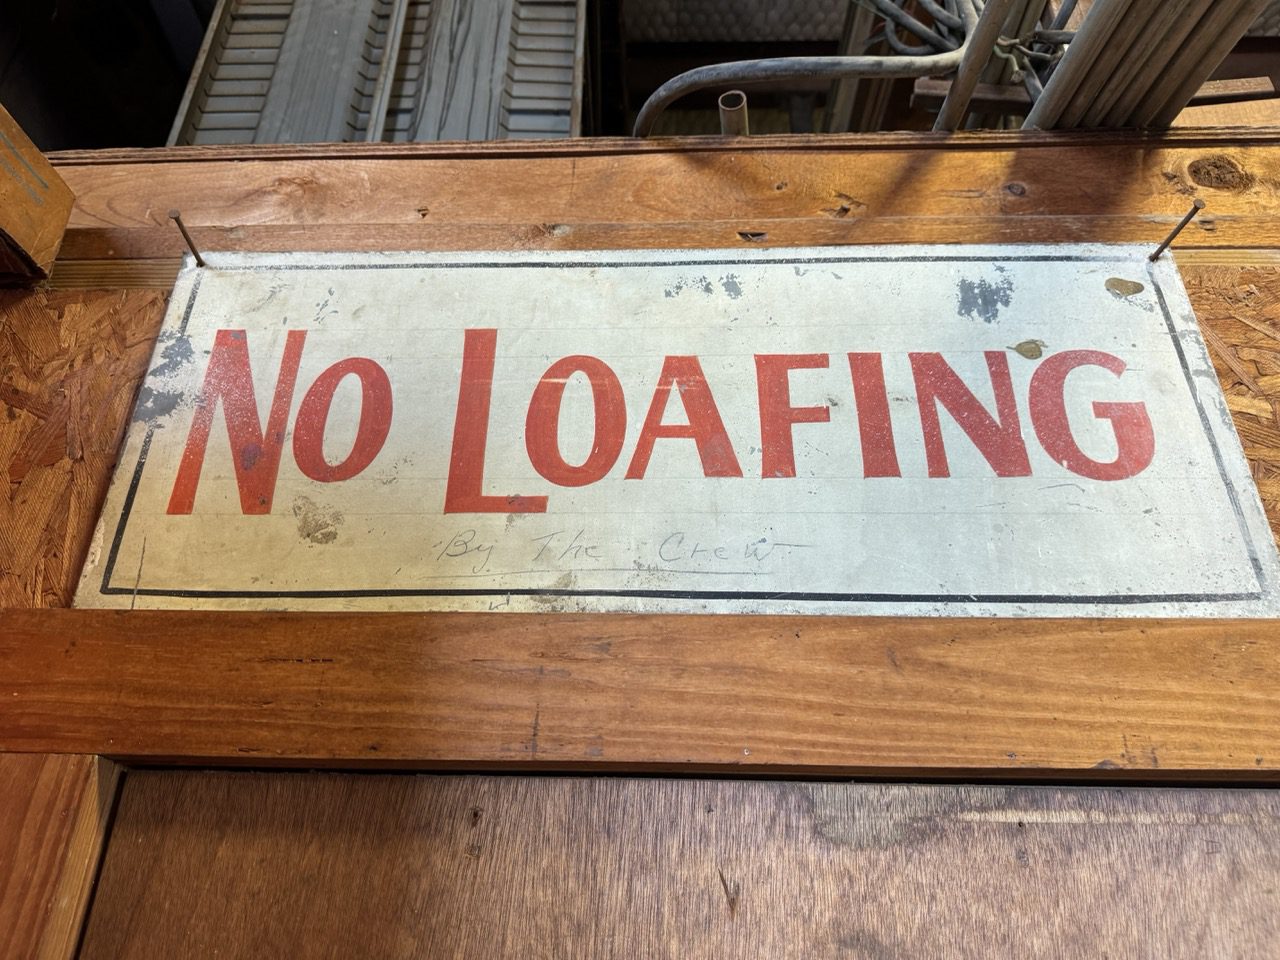 No Loafing
By The Crew